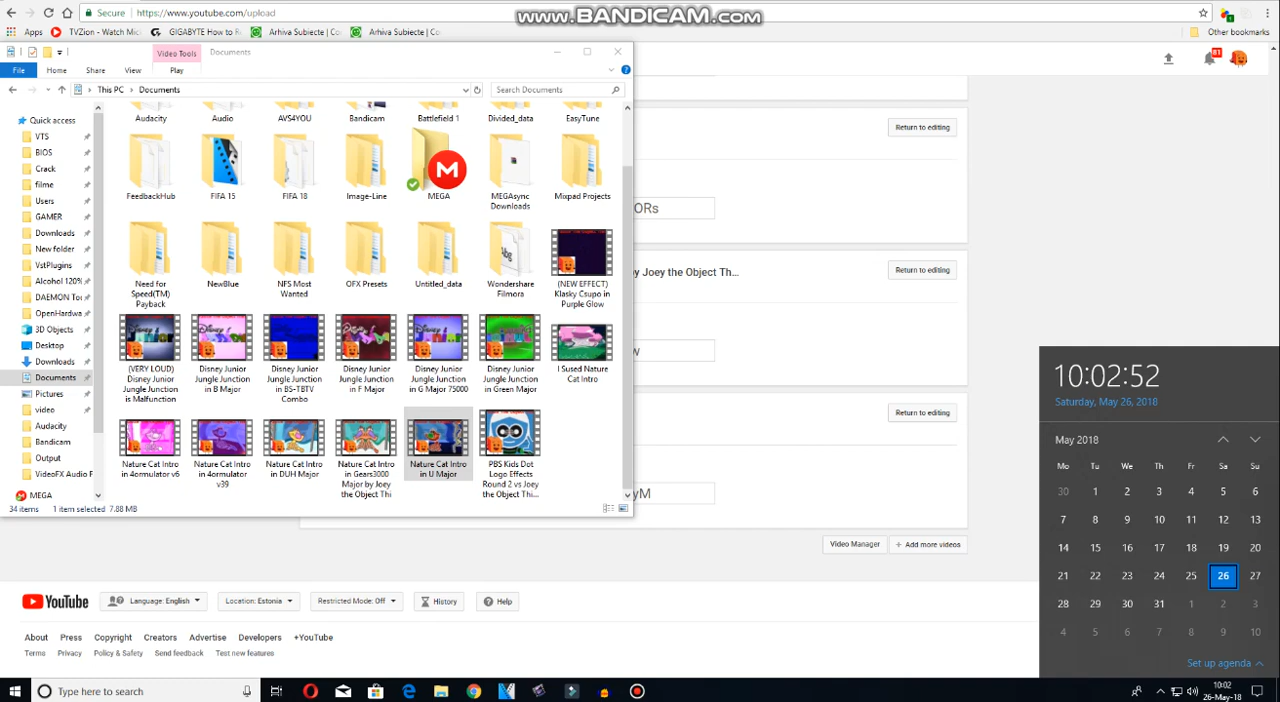 Secure
https://www.youtube.com/upload
www.BANDICAM.com
Apps
TVZion - Watch Mi
GIGABYTE How to R
Arhiva Subiecte | Co
Arhiva Subiecte | Co
Other bookmarks
Video Tools
Documents
File
Home
Share
View
Play
This PC
Documents
Search Documents
81
Quick access
VTS
BIOS
Crack
filme
Users
GAMER
Downloads
New folder
VstPlugins
Alcohol 120%
DAEMON To
OpenHardwa
3D Objects
Desktop
Downloads
Documents
Pictures
video
Audacity
Bandicam
Output
VideoFX Audio F
MEGA
Audacity
Audio
AVS4YOU
Bandicam
Battlefield 1
Divided_data
EasyTune
FeedbackHub
FIFA 15
FIFA 18
Image-Line
MEGA
MEGAsync
Downloads
Mixpad Projects
Need for
Speed(TM)
Payback
NewBlue
NFS Most
Wanted
OFX Presets
Untitled_data
Wondershare
Filmora
(NEW EFFECT)
Klasky Csupo in
Purple Glow
(VERY LOUD)
Disney Junior
Jungle Junction
is Malfunction
Disney Junior
Jungle Junction
in B Major
Disney Junior
Jungle Junction
in BS-TBTV
Combo
Disney Junior
Jungle Junction
in F Major
Disney Junior
Jungle Junction
in G Major 75000
Disney Junior
Jungle Junction
in Green Major
I Sused Nature
Cat Intro
Nature Cat Intro
in 4ormulator v6
Nature Cat Intro
in 4ormulator
v39
Nature Cat Intro
in DUH Major
Nature Cat Intro
in Gears3000
Major by Joey
the Object Thi
Nature Cat Intro
in U Major
PBS Kids Dot
Logo Effects
Round 2 vs Joey
the Object Thi...
34 items
1 item selected
7.88 MB
Return to editing
ORs
y Joey the Object Th...
Return to editing
w
Return to editing
yM
Video Manager
+ Add more videos
YouTube
Language: English
Location: Estonia
Restricted Mode: Off
History
Help
About
Press
Copyright
Creators
Advertise
Developers
+YouTube
Terms
Privacy
Policy & Safety
Send feedback
Test new features
10:02:52
Saturday, May 26, 2018
May 2018
Mo Tu We Th Fr Sa Su
30 1 2 3 4 5 6
7 8 9 10 11 12 13
14 15 16 17 18 19 20
21 22 23 24 25 26 27
28 29 30 31 1 2 3
4 5 6 7 8 9 10
Set up agenda
Type here to search
10:02
26-May-18